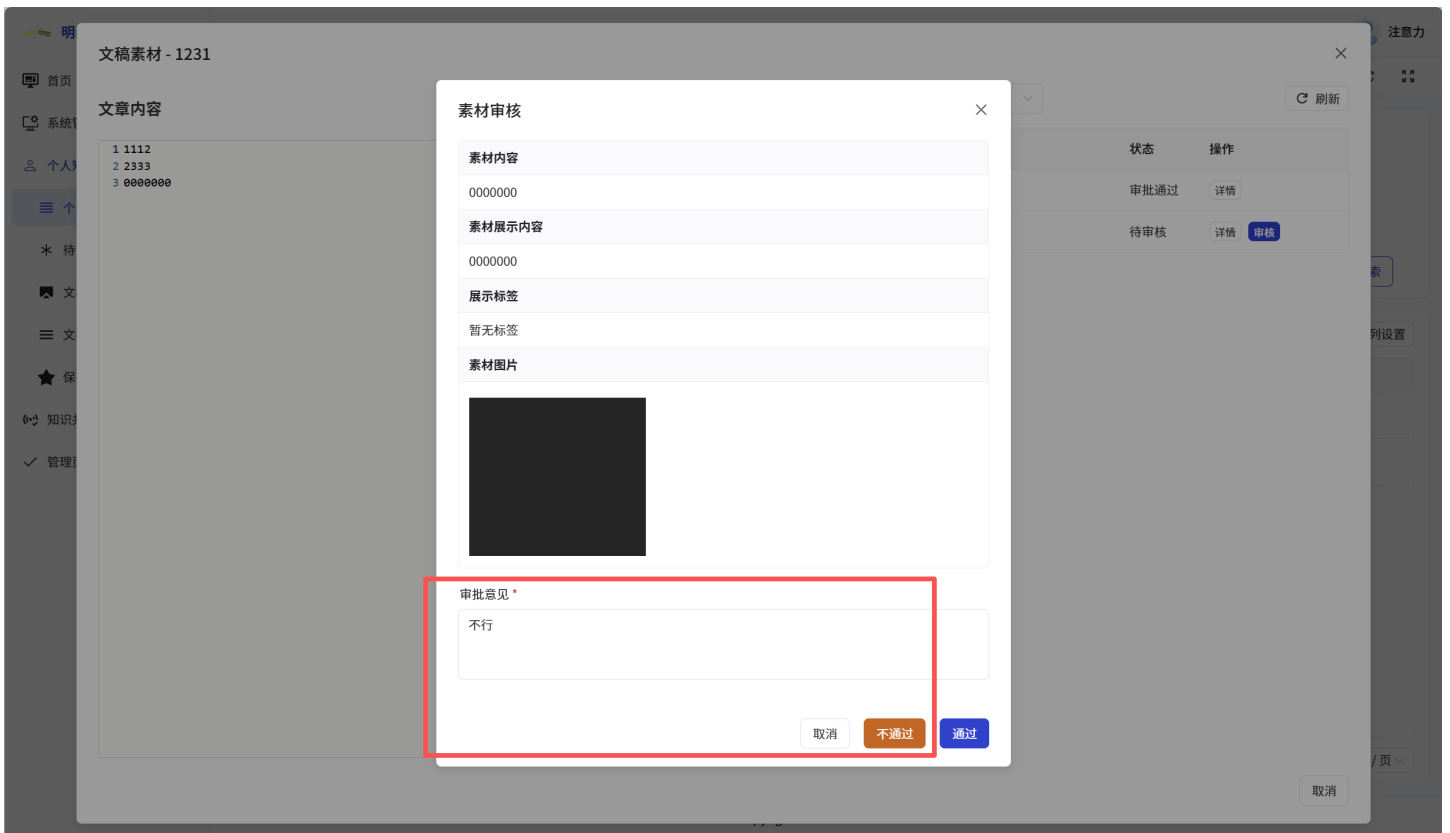 明
注意力
文稿素材 - 1231
首页
文章内容
素材审核
刷新
系统
1 1112
2 2333
3 0000000
素材内容
0000000
素材展示内容
0000000
展示标签
暂无标签
素材图片
状态 操作
审批通过 详情
待审核 详情 审核
个人
个
待
文
文
保
知识
管理
索
列设置
审批意见 *
不行
取消 不通过 通过
/ 页
取消